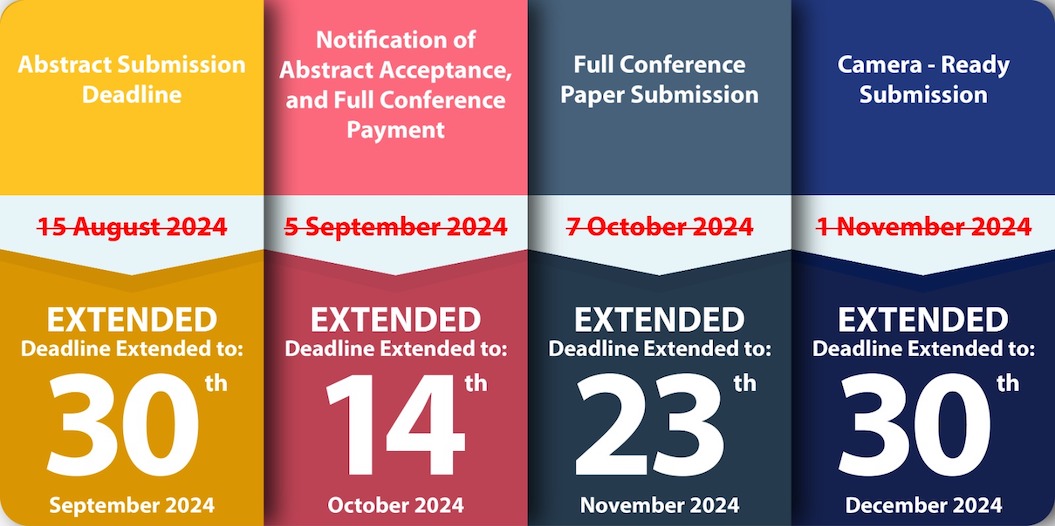 Abstract Submission
Deadline
15 August 2024
EXTENDED
Deadline Extended to:
30th
September 2024
Notification of
Abstract Acceptance,
and Full Conference
Payment
5 September 2024
EXTENDED
Deadline Extended to:
14th
October 2024
Full Conference
Paper Submission
7 October 2024
EXTENDED
Deadline Extended to:
23th
November 2024
Camera - Ready
Submission
1 November 2024
EXTENDED
Deadline Extended to:
30th
December 2024